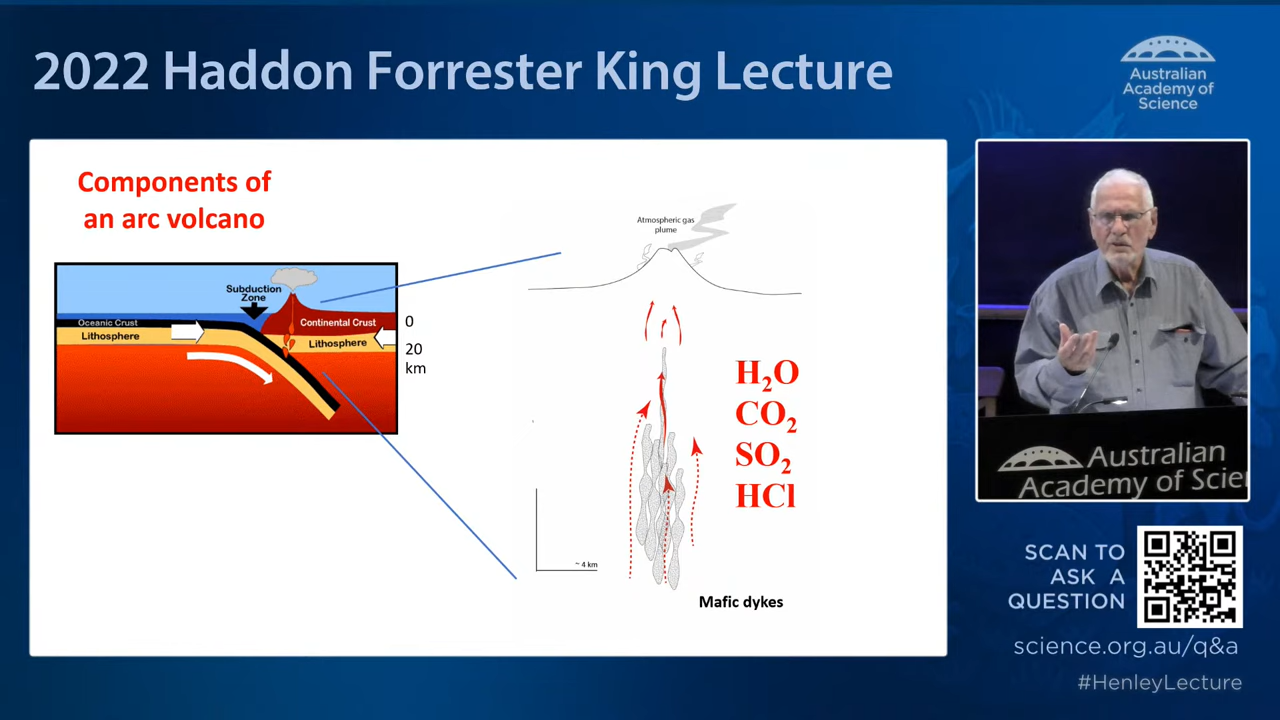 2022 Haddon Forrester King Lecture
Australian
Academy of
Science
Components of
an arc volcano
Atmospheric gas
plume
Subduction
Zone
Oceanic Crust
Lithosphere
Continental Crust
Lithosphere
0
20
km
H₂O
CO₂
SO₂
HCl
~ 4 km
Mafic dykes
Australian
Academy of Scie
SCAN TO
ASK A
QUESTION
science.org.au/q&a
#HenleyLecture